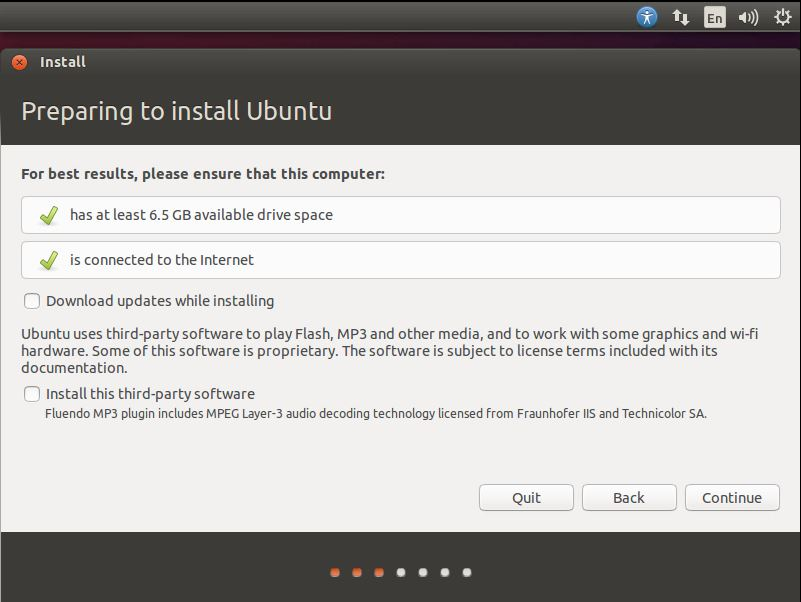 En
Install
Preparing to install Ubuntu
For best results, please ensure that this computer:
has at least 6.5 GB available drive space
is connected to the Internet
Download updates while installing
Ubuntu uses third-party software to play Flash, MP3 and other media, and to work with some graphics and wi-fi
hardware. Some of this software is proprietary. The software is subject to license terms included with its
documentation.
Install this third-party software
Fluendo MP3 plugin includes MPEG Layer-3 audio decoding technology licensed from Fraunhofer IIS and Technicolor SA.
Quit Back Continue